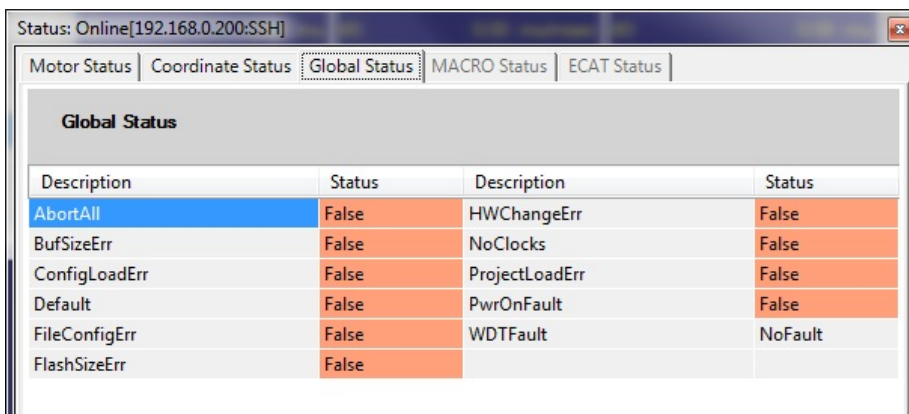 Status: Online[192.168.0.200:SSH]
Motor Status Coordinate Status Global Status MACRO Status ECAT Status
Global Status
Description Status Description Status
AbortAll False HWChangeErr False
BufSizeErr False NoClocks False
ConfigLoadErr False ProjectLoadErr False
Default False PwrOnFault False
FileConfigErr False WDTFault NoFault
FlashSizeErr False